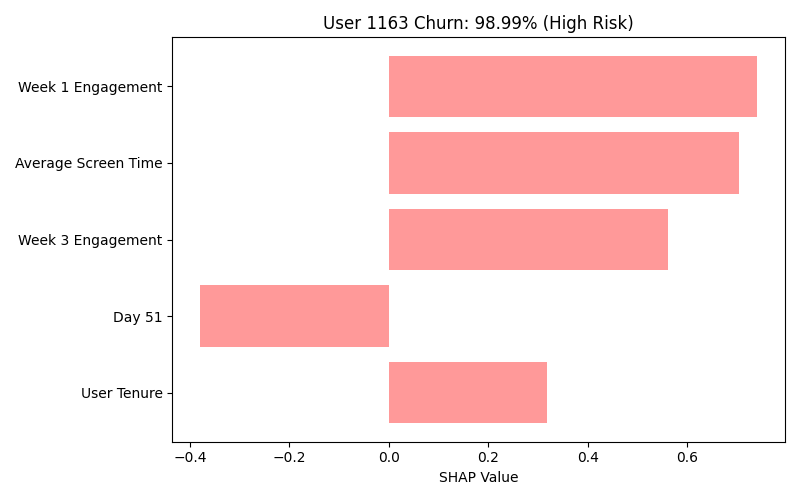 User 1163 Churn: 98.99% (High Risk)
Week 1 Engagement
Average Screen Time
Week 3 Engagement
Day 51
User Tenure
−0.4 −0.2 0.0 0.2 0.4 0.6
SHAP Value